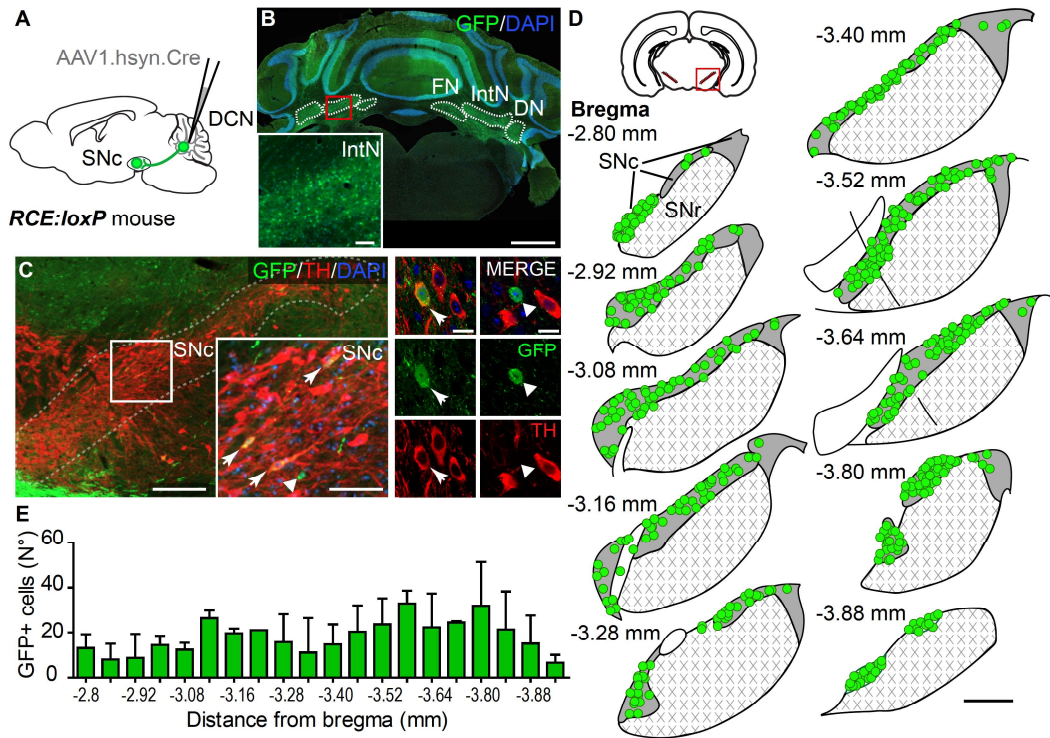 A
AAV1.hsyn.Cre
DCN
SNc
RCE:loxP mouse
B
GFP/DAPI
FN
IntN
DN
IntN
C
GFP/TH/DAPI
SNc
SNc
MERGE
GFP
TH
D
Bregma
-2.80 mm
SNc
SNr
-2.92 mm
-3.08 mm
-3.16 mm
-3.28 mm
-3.40 mm
-3.52 mm
-3.64 mm
-3.80 mm
-3.88 mm
E
GFP+ cells (N°)
60
40
20
0
-2.8 -2.92 -3.08 -3.16 -3.28 -3.40 -3.52 -3.64 -3.80 -3.88
Distance from bregma (mm)